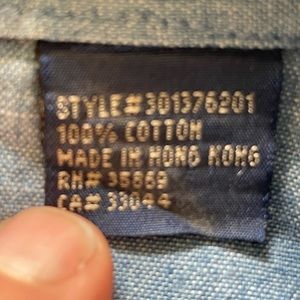 STYLE#301376201
100% COTTON
MADE IN HONG KONG
RN#35869
CA# 33044